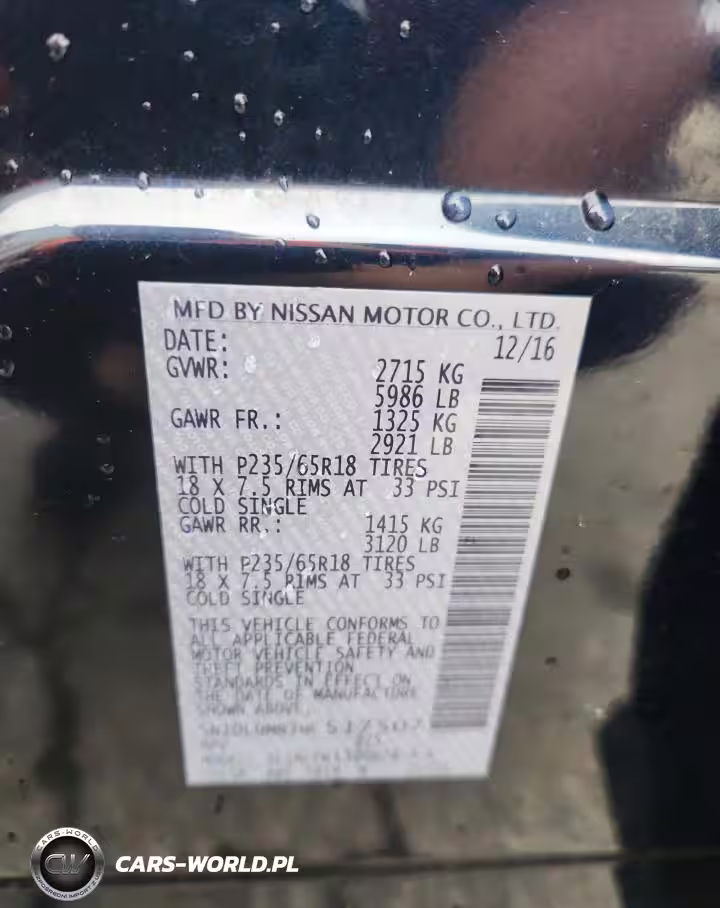 MFD BY NISSAN MOTOR CO., LTD.
DATE: 12/16
GVWR: 2715 KG
5986 LB
GAWR FR.: 1325 KG
2921 LB
WITH P235/65R18 TIRES
18 X 7.5 RIMS AT 33 PSI
COLD SINGLE
GAWR RR.: 1415 KG
3120 LB
WITH P235/65R18 TIRES
18 X 7.5 RIMS AT 33 PSI
COLD SINGLE
THIS VEHICLE CONFORMS TO
ALL APPLICABLE FEDERAL
MOTOR VEHICLE SAFETY AND
THEFT PREVENTION
STANDARDS IN EFFECT ON
THE DATE OF MANUFACTURE
SHOWN ABOVE.
CARS-WORLD
CW
CARS-WORLD.PL